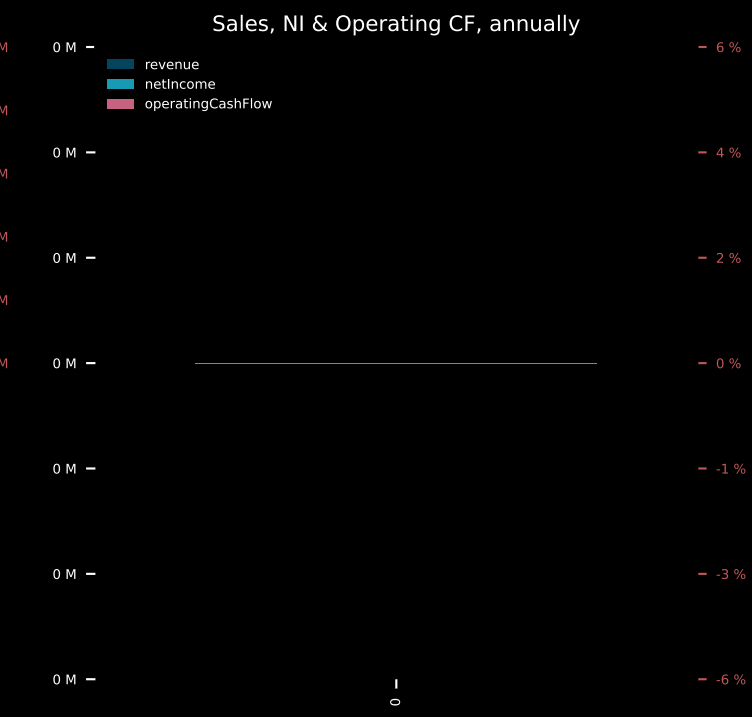 Sales, NI & Operating CF, annually
M 0 M 6 %
revenue
netIncome
operatingCashFlow
M
0 M 4 %
M
M
0 M 2 %
M
M 0 M 0 %
0 M -1 %
0 M -3 %
0 M -6 %
0